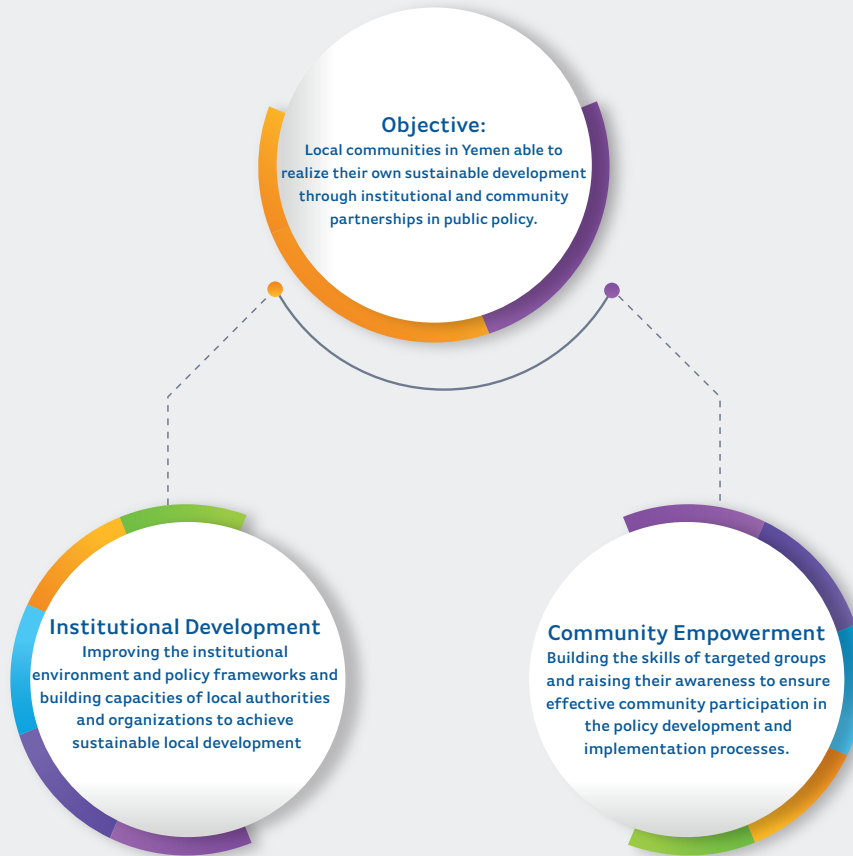 Objective:
Local communities in Yemen able to
realize their own sustainable development
through institutional and community
partnerships in public policy.
Institutional Development
Improving the institutional
environment and policy frameworks and
building capacities of local authorities
and organizations to achieve
sustainable local development
Community Empowerment
Building the skills of targeted groups
and raising their awareness to ensure
effective community participation in
the policy development and
implementation processes.